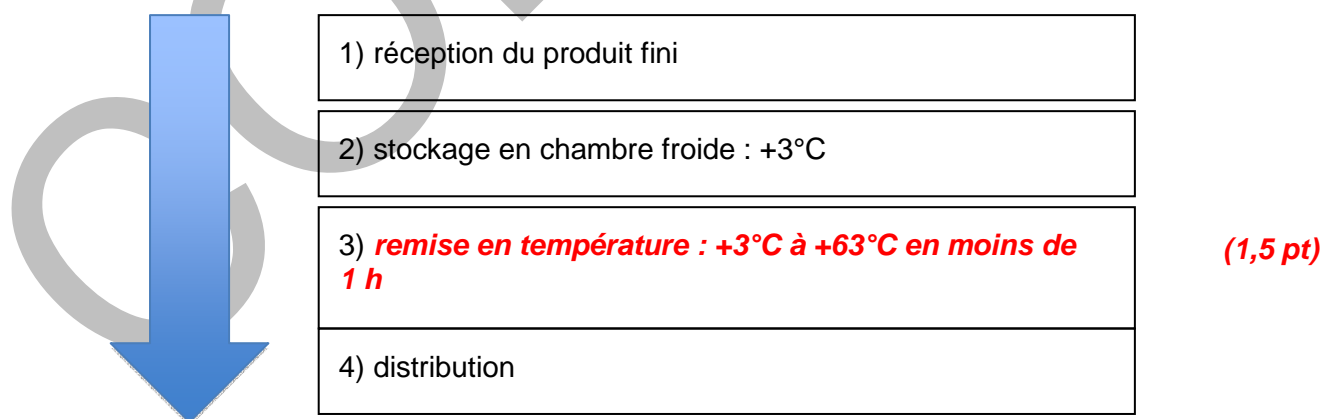 1) réception du produit fini
2) stockage en chambre froide : +3°C
3) remise en température : +3°C à +63°C en moins de
1 h
(1,5 pt)
4) distribution